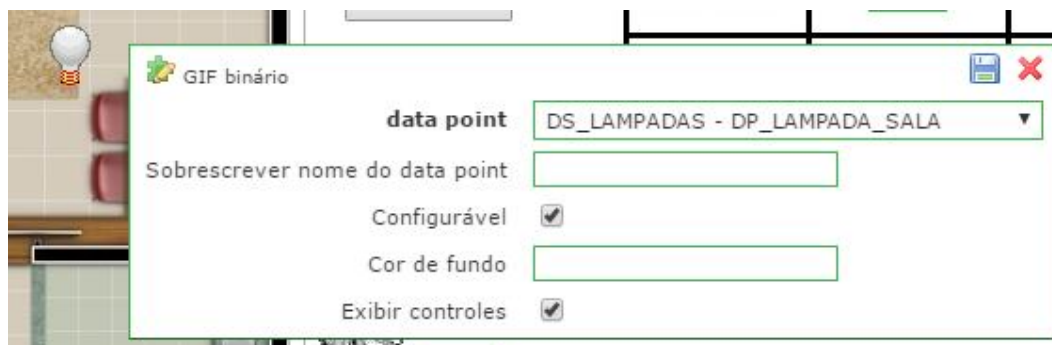 GIF binário
data point DS_LAMPADAS - DP_LAMPADA_SALA
Sobrescrever nome do data point
Configurável
Cor de fundo
Exibir controles